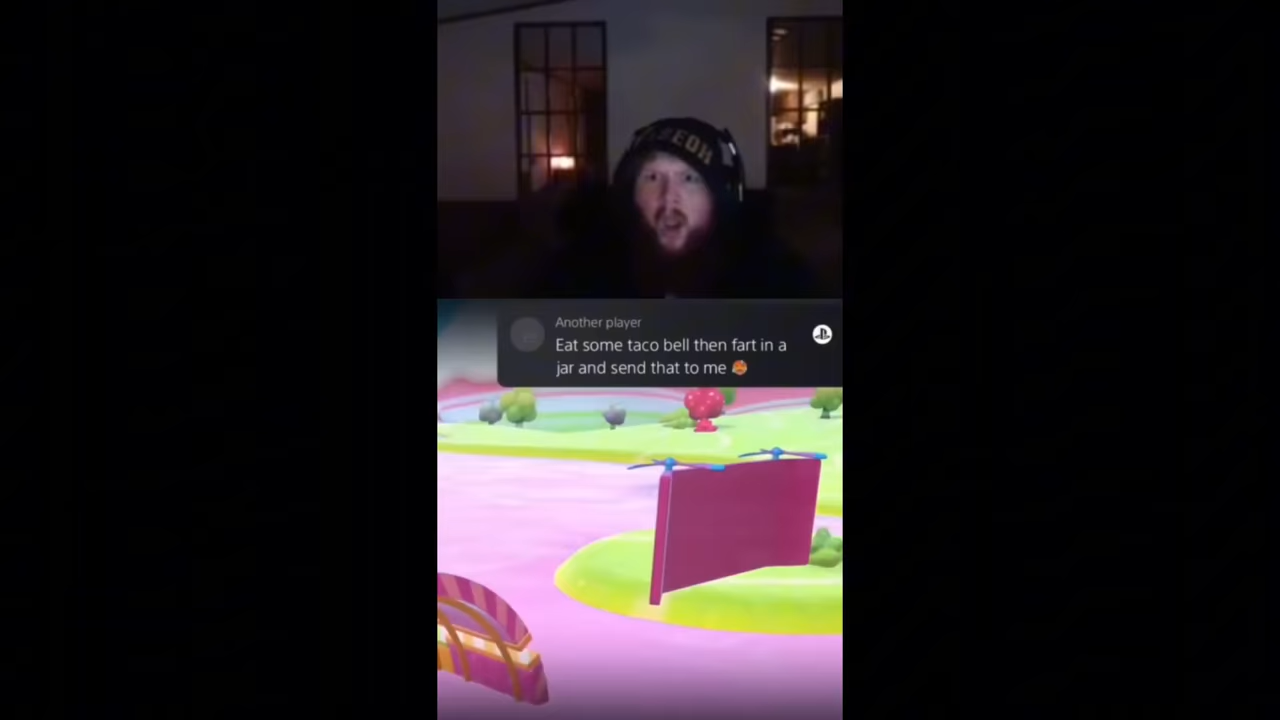 Another player
Eat some taco bell then fart in a
jar and send that to me 🥵